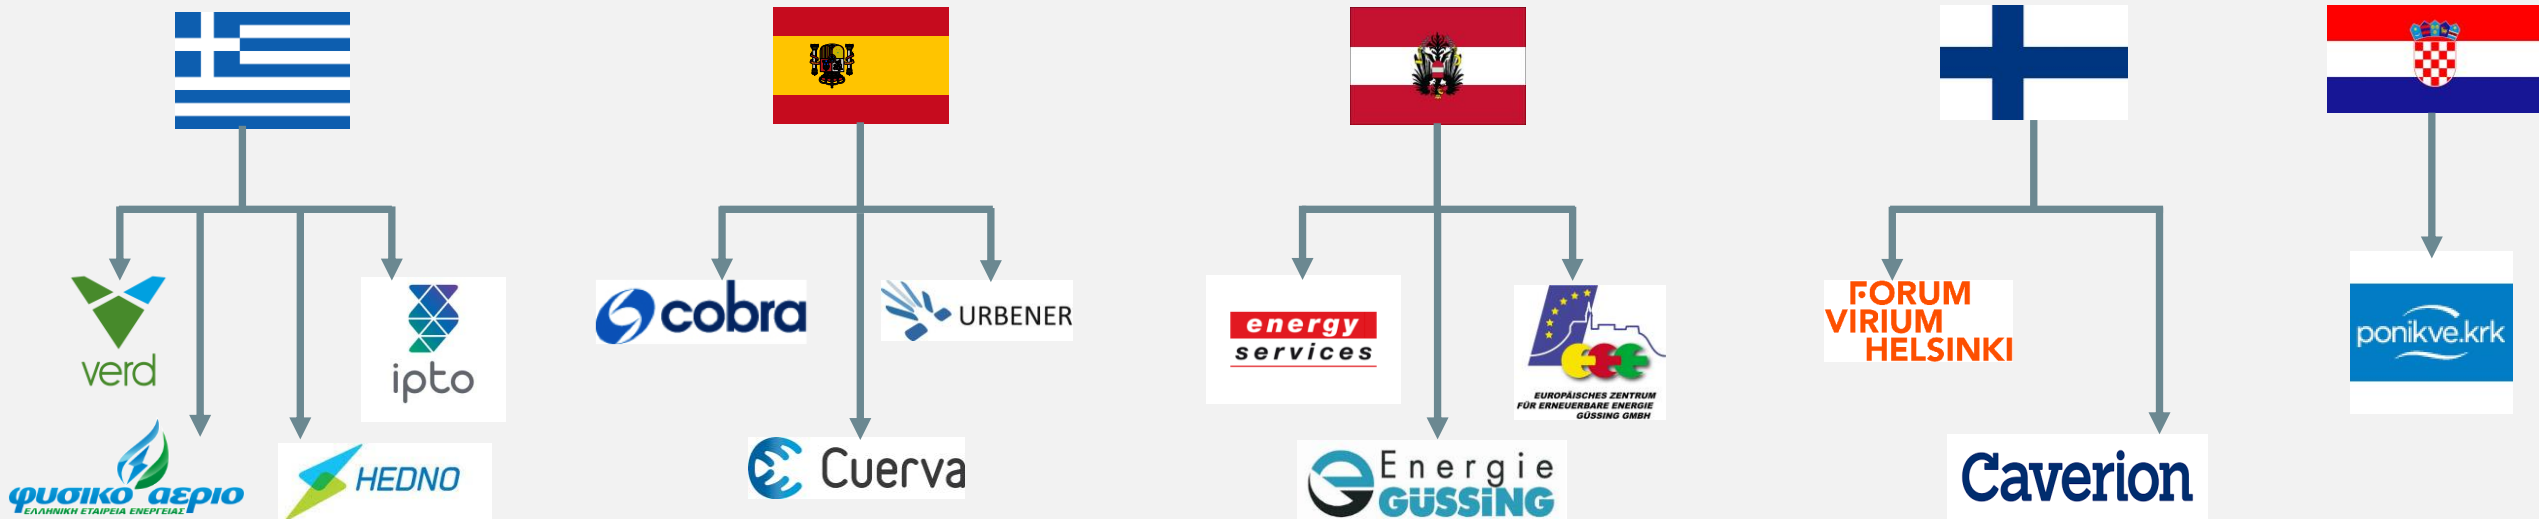 verd
ipto
φυσικό αέριο
ΕΛΛΗΝΙΚΗ ΕΤΑΙΡΕΙΑ ΕΝΕΡΓΕΙΑΣ
HEDNO
cobra
URBENER
Cuerva
energy
services
EUROPÄISCHES ZENTRUM
FÜR ERNEUERBARE ENERGIE
GÜSSING GMBH
Energie
GÜSSiNG
FORUM
VIRIUM
HELSINKI
Caverion
ponikve.krk